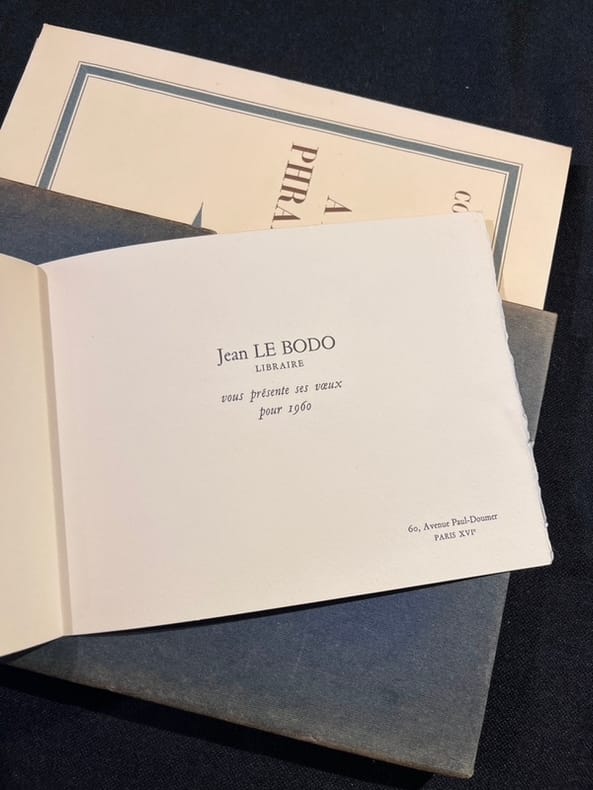 Jean LE BODO
LIBRAIRE
vous présente ses vœux
pour 1960
60, Avenue Paul-Doumer
PARIS XVIᵉ